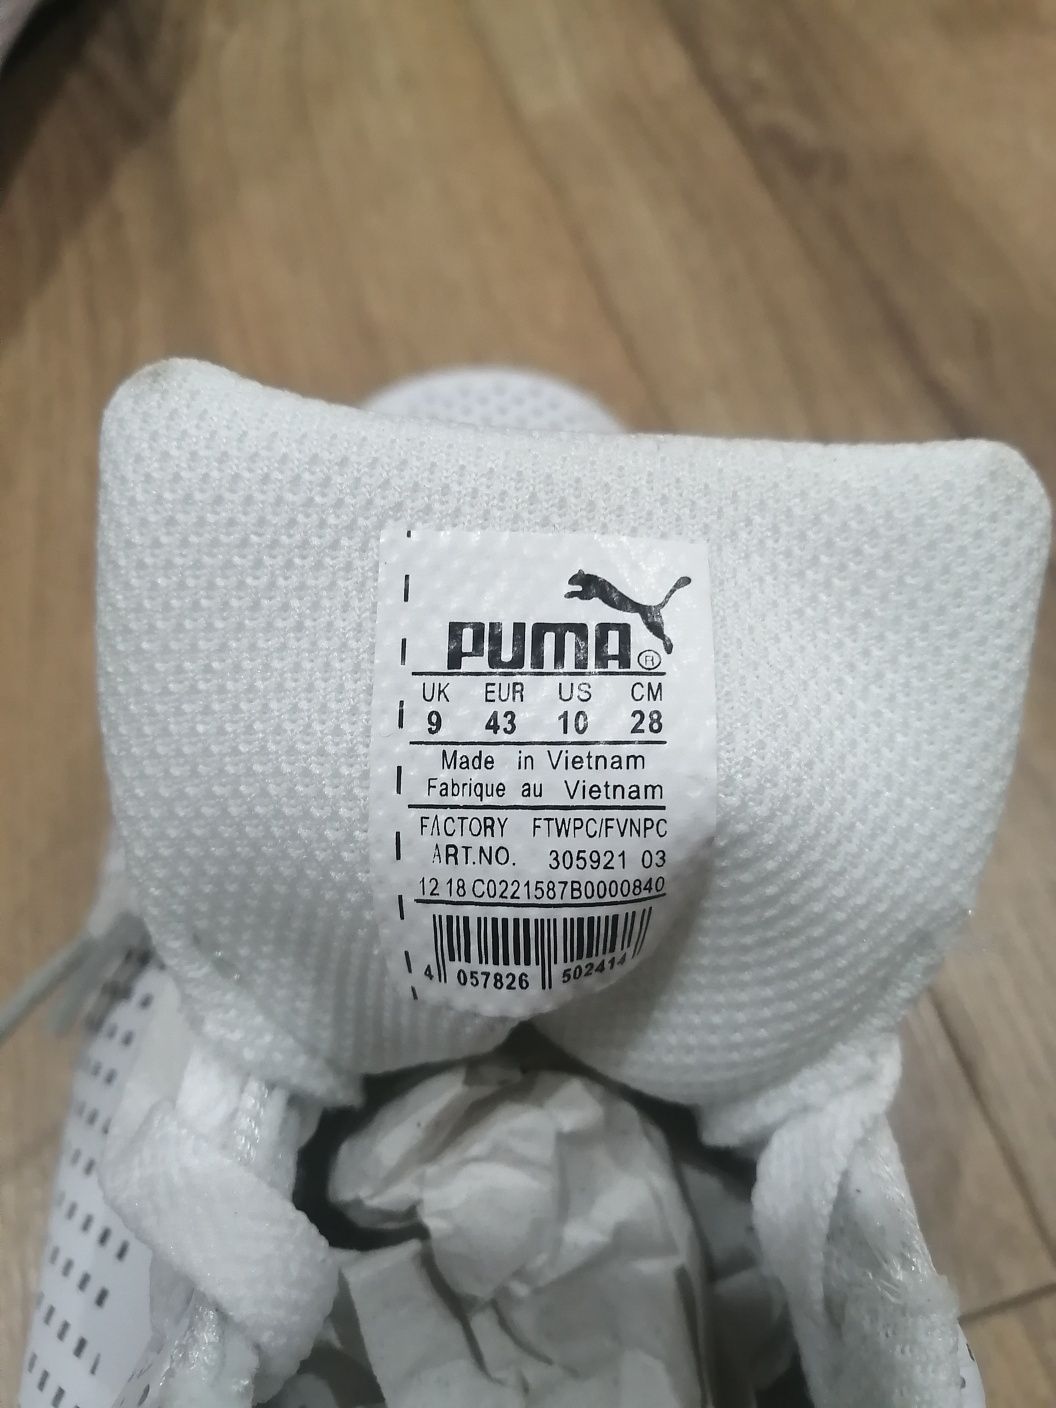 PUMA®
UK EUR US CM
9 43 10 28
Made in Vietnam
Fabrique au Vietnam
FACTORY FTWPC/FVNPC
ART.NO. 305921 03
12 18 C0221587B0000840
4 057826 502414